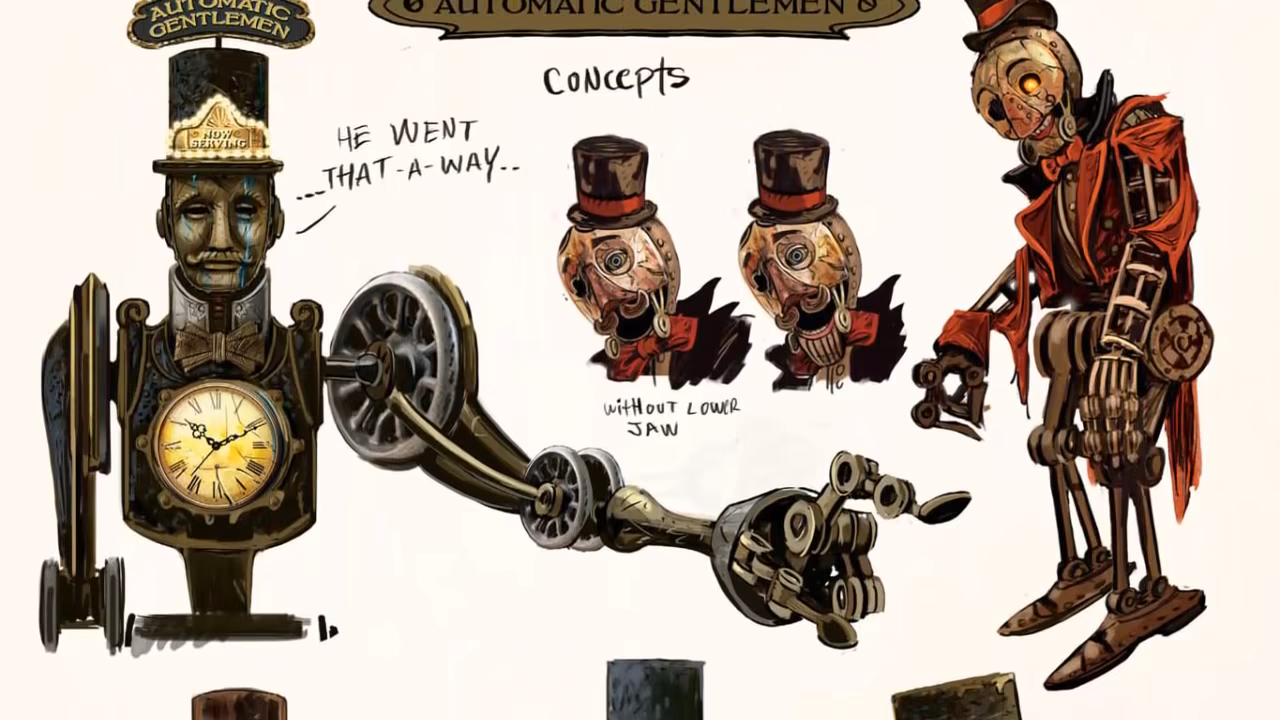 AUTOMATIC
GENTLEMEN
AUTOMATIC GENTLEMEN
CONCEPTS
NOW
SERVING
HE WENT
...THAT-A-WAY..
WITHOUT LOWER
JAW